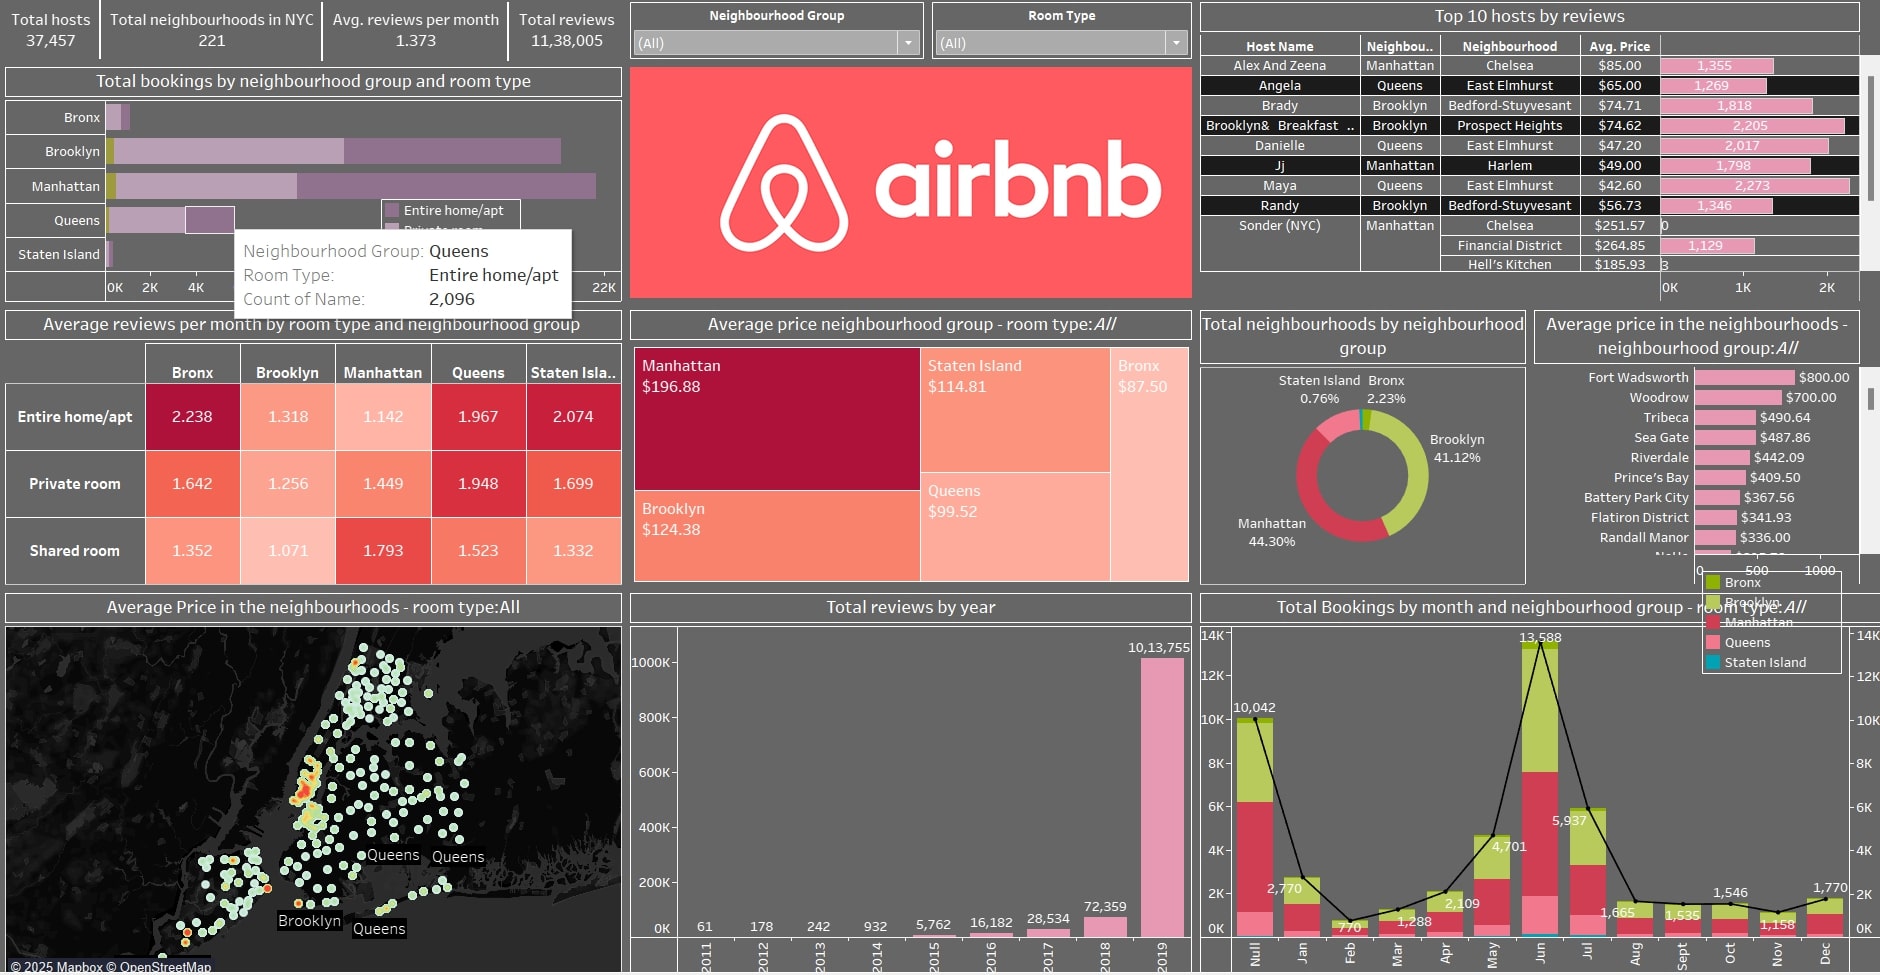 Total hosts
37,457
Total neighbourhoods in NYC
221
Avg. reviews per month
1.373
Total reviews
11,38,005
Neighbourhood Group
(All)
Room Type
(All)
Total bookings by neighbourhood group and room type
Bronx
Brooklyn
Manhattan
Queens
Staten Island
0K 2K 4K 22K
Entire home/apt
Private room
Neighbourhood Group: Queens
Room Type: Entire home/apt
Count of Name: 2,096
airbnb
Top 10 hosts by reviews
Host Name Neighbou.. Neighbourhood Avg. Price
Alex And Zeena Manhattan Chelsea $85.00 1,355
Angela Queens East Elmhurst $65.00 1,269
Brady Brooklyn Bedford-Stuyvesant $74.71 1,818
Brooklyn& Breakfast .. Brooklyn Prospect Heights $74.62 2,205
Danielle Queens East Elmhurst $47.20 2,017
Jj Manhattan Harlem $49.00 1,798
Maya Queens East Elmhurst $42.60 2,273
Randy Brooklyn Bedford-Stuyvesant $56.73 1,346
Sonder (NYC) Manhattan Chelsea $251.57 0
Financial District $264.85 1,129
Hell's Kitchen $185.93 3
0K 1K 2K
Average reviews per month by room type and neighbourhood group
Bronx Brooklyn Manhattan Queens Staten Isla..
Entire home/apt 2.238 1.318 1.142 1.967 2.074
Private room 1.642 1.256 1.449 1.948 1.699
Shared room 1.352 1.071 1.793 1.523 1.332
Average price neighbourhood group - room type:All
Manhattan
$196.88
Brooklyn
$124.38
Staten Island
$114.81
Queens
$99.52
Bronx
$87.50
Total neighbourhoods by neighbourhood
group
Staten Island
0.76%
Bronx
2.23%
Brooklyn
41.12%
Manhattan
44.30%
Average price in the neighbourhoods -
neighbourhood group:All
Fort Wadsworth $800.00
Woodrow $700.00
Tribeca $490.64
Sea Gate $487.86
Riverdale $442.09
Prince's Bay $409.50
Battery Park City $367.56
Flatiron District $341.93
Randall Manor $336.00
0 500 1000
Bronx
Brooklyn
Manhattan
Queens
Staten Island
Average Price in the neighbourhoods - room type:All
Queens Queens
Brooklyn
Queens
© 2025 Mapbox © OpenStreetMap
Total reviews by year
1000K
800K
600K
400K
200K
0K
61 178 242 932 5,762 16,182 28,534 72,359 10,13,755
2011 2012 2013 2014 2015 2016 2017 2018 2019
Total Bookings by month and neighbourhood group - room type:All
14K 14K
12K 12K
10K 10K
8K 8K
6K 6K
4K 4K
2K 2K
0K 0K
10,042 2,770 770 1,288 2,109 4,701 13,588 5,937 1,665 1,535 1,546 1,158 1,770
Null Jan Feb Mar Apr May Jun Jul Aug Sept Oct Nov Dec